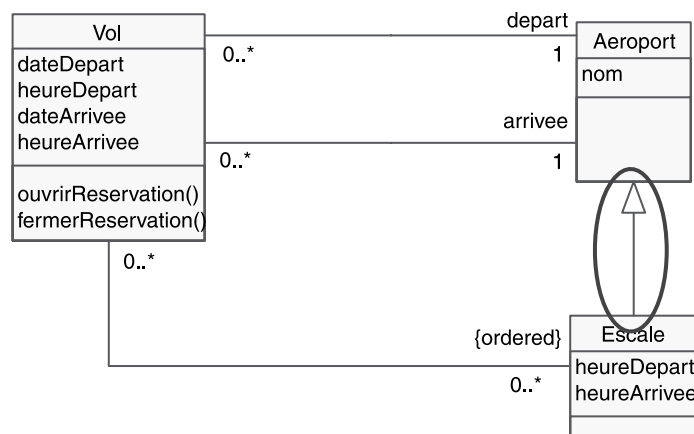 Vol
dateDepart
heureDepart
dateArrivee
heureArrivee
ouvrirReservation()
fermerReservation()
0..*
depart
1
0..*
arrivee
1
Aeroport
nom
0..*
{ordered}
0..*
Escale
heureDepart
heureArrivee